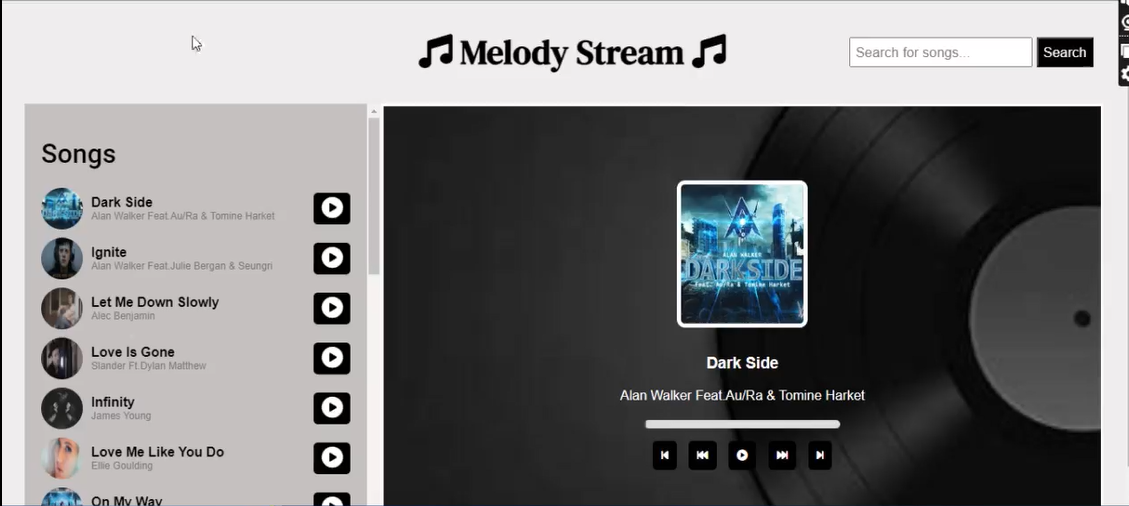 Melody Stream
Search for songs...
Search
Songs
Dark Side
Alan Walker Feat.Au/Ra & Tomine Harket
Ignite
Alan Walker Feat.Julie Bergan & Seungri
Let Me Down Slowly
Alec Benjamin
Love Is Gone
Slander Ft.Dylan Matthew
Infinity
James Young
Love Me Like You Do
Ellie Goulding
On My Way
ALAN WALKER
DARKSIDE
Feat. Au/Ra & Tomine Harket
Dark Side
Alan Walker Feat.Au/Ra & Tomine Harket